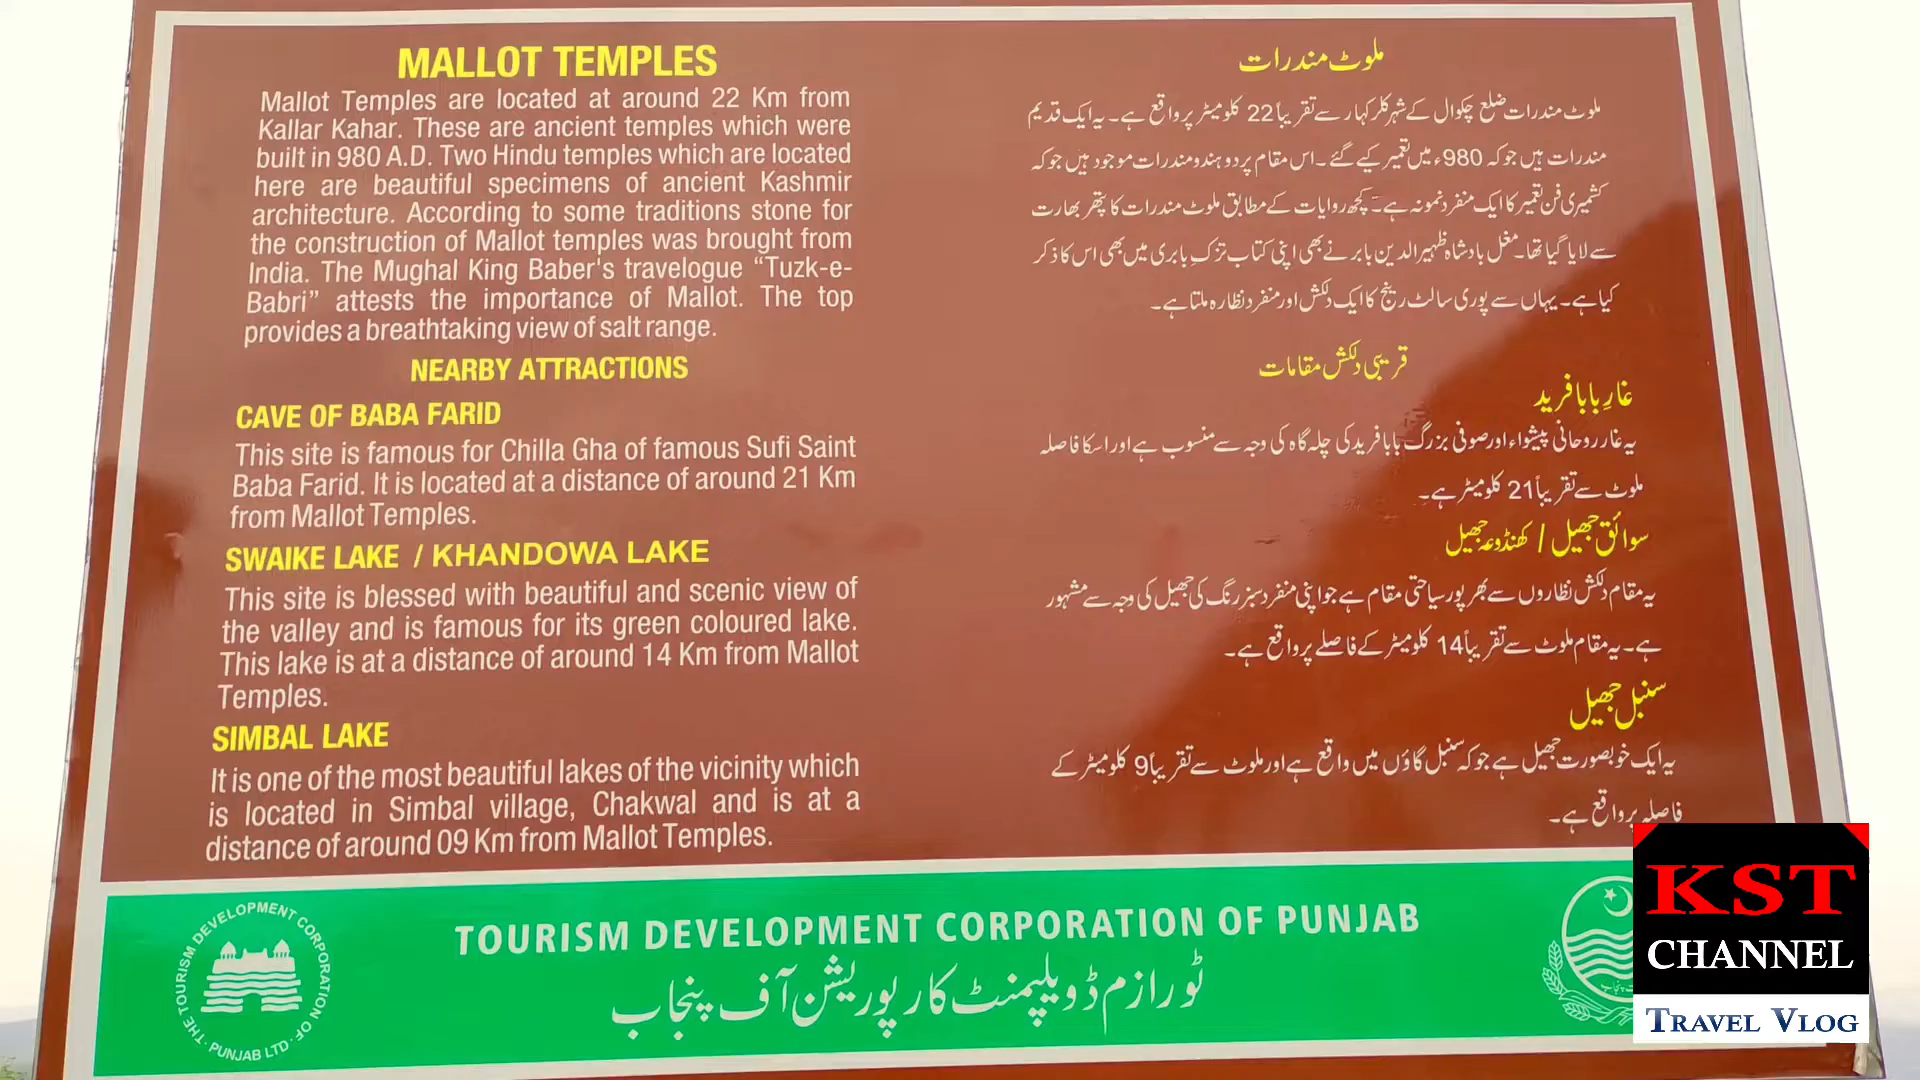 MALLOT TEMPLES
Mallot Temples are located at around 22 Km from
Kallar Kahar. These are ancient temples which were
built in 980 A.D. Two Hindu temples which are located
here are beautiful specimens of ancient Kashmir
architecture. According to some traditions stone for
the construction of Mallot temples was brought from
India. The Mughal King Baber's travelogue “Tuzk-e-
Babri” attests the importance of Mallot. The top
provides a breathtaking view of salt range.
NEARBY ATTRACTIONS
CAVE OF BABA FARID
This site is famous for Chilla Gha of famous Sufi Saint
Baba Farid. It is located at a distance of around 21 Km
from Mallot Temples.
SWAIKE LAKE / KHANDOWA LAKE
This site is blessed with beautiful and scenic view of
the valley and is famous for its green coloured lake.
This lake is at a distance of around 14 Km from Mallot
Temples.
SIMBAL LAKE
It is one of the most beautiful lakes of the vicinity which
is located in Simbal village, Chakwal and is at a
distance of around 09 Km from Mallot Temples.
ملوٹ مندرات
ملوٹ مندرات ضلع چکوال کے شہر کلر کہار سے تقریباً 22 کلومیٹر پر واقع ہے۔ یہ ایک قدیم
مندرات ہیں جو کہ 980ء میں تعمیر کیے گئے۔ اس مقام پر دو ہندو مندرات موجود ہیں جو کہ
کشمیری فن تعمیر کا ایک منفرد نمونہ ہے۔ کچھ روایات کے مطابق ملوٹ مندرات کا پتھر بھارت
سے لایا گیا تھا۔ مغل بادشاہ ظہیر الدین بابر نے بھی اپنی کتاب تزکِ بابری میں بھی اس کا ذکر
کیا ہے۔ یہاں سے پوری سالٹ رینج کا ایک دلکش اور منفرد نظارہ ملتا ہے۔
قریبی دلکش مقامات
غارِ بابا فرید
یہ غار روحانی پیشواء اور صوفی بزرگ بابا فرید کی چلہ گاہ کی وجہ سے منسوب ہے اور اسکا فاصلہ
ملوٹ سے تقریباً 21 کلومیٹر ہے۔
سوائق جھیل / کھنڈوعہ جھیل
یہ مقام دلکش نظاروں سے بھر پور سیاحتی مقام ہے جو اپنی منفرد سبز رنگ کی جھیل کی وجہ سے مشہور
ہے۔ یہ مقام ملوٹ سے تقریباً 14 کلومیٹر کے فاصلے پر واقع ہے۔
سنبل جھیل
یہ ایک خوبصورت جھیل ہے جو کہ سنبل گاؤں میں واقع ہے اور ملوٹ سے تقریباً 9 کلومیٹر کے
فاصلہ پر واقع ہے۔
THE TOURISM DEVELOPMENT CORPORATION OF PUNJAB LTD
TOURISM DEVELOPMENT CORPORATION OF PUNJAB
ٹورازم ڈویلپمنٹ کارپوریشن آف پنجاب
KST
CHANNEL
TRAVEL VLOG